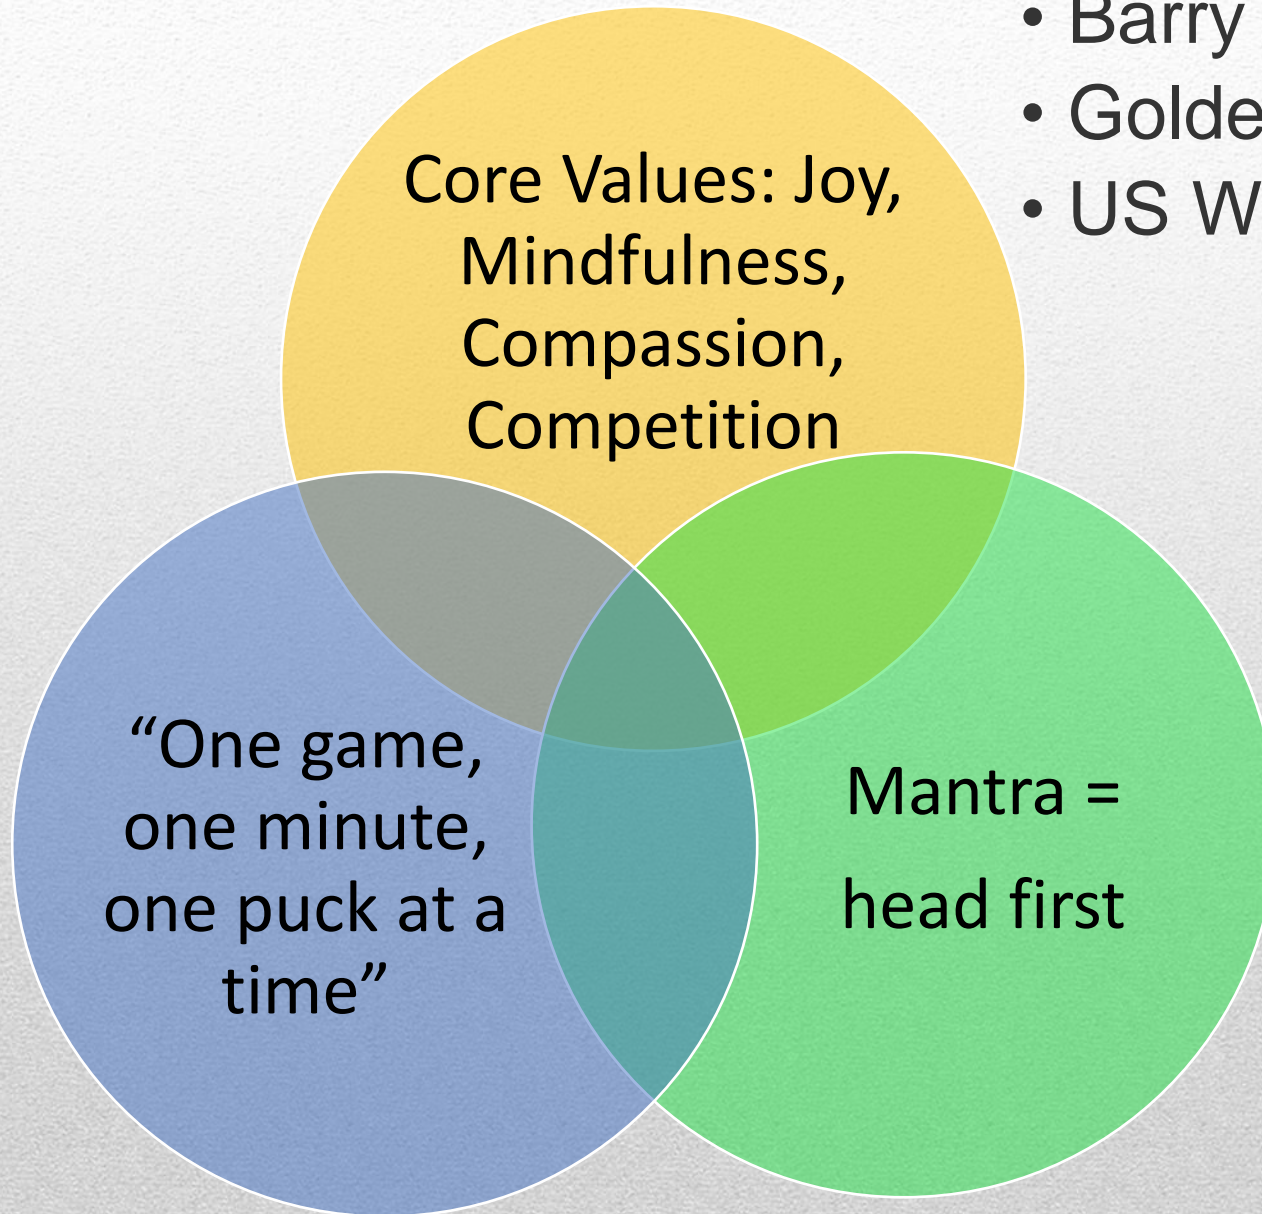 • Barry
• Golde
• US W
Core Values: Joy,
Mindfulness,
Compassion,
Competition
“One game,
one minute,
one puck at a
time”
Mantra =
head first